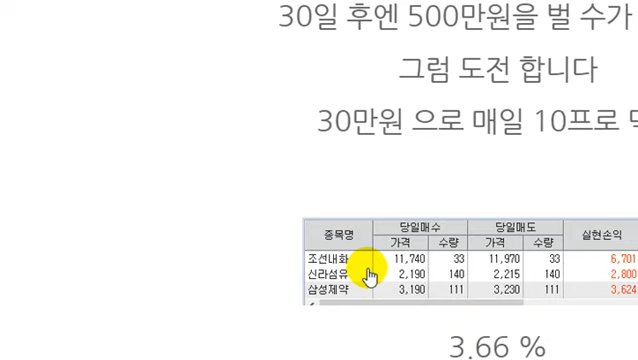 30일 후엔 500만원을 벌 수가
그럼 도전 합니다
30만원 으로 매일 10프로
종목명 당일매수 당일매도 실현손익
가격 수량 가격 수량
조선내화 11,740 33 11,970 33 6,701
신라섬유 2,190 140 2,215 140 2,800
삼성제약 3,190 111 3,230 111 3,624
3.66 %